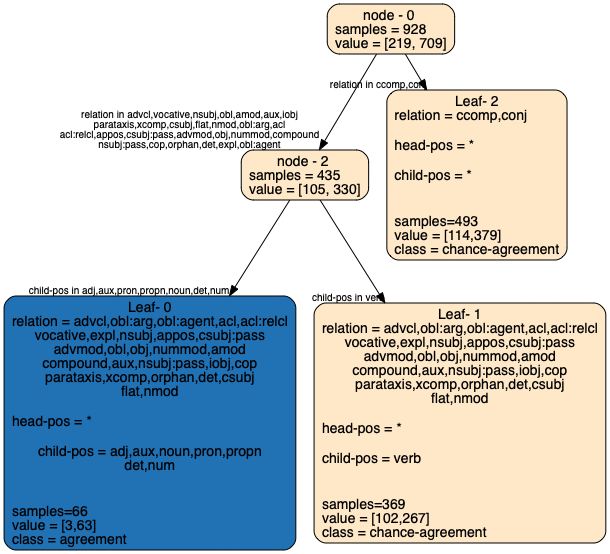 node - 0
samples = 928
value = [219, 709]
relation in ccomp,conj
relation in advcl,vocative,nsubj,obl,amod,aux,iobj
parataxis,xcomp,csubj,flat,nmod,obl:arg,acl
acl:relcl,appos,csubj:pass,advmod,obj,nummod,compound
nsubj:pass,cop,orphan,det,expl,obl:agent
Leaf- 2
relation = ccomp,conj
head-pos = *
child-pos = *
samples=493
value = [114,379]
class = chance-agreement
node - 2
samples = 435
value = [105, 330]
child-pos in adj,aux,pron,propn,noun,det,num
child-pos in verb
Leaf- 0
relation = advcl,obl:arg,obl:agent,acl,acl:relcl
vocative,expl,nsubj,appos,csubj:pass
advmod,obl,obj,nummod,amod
compound,aux,nsubj:pass,iobj,cop
parataxis,xcomp,orphan,det,csubj
flat,nmod
head-pos = *
child-pos = adj,aux,noun,pron,propn
det,num
samples=66
value = [3,63]
class = agreement
Leaf- 1
relation = advcl,obl:arg,obl:agent,acl,acl:relcl
vocative,expl,nsubj,appos,csubj:pass
advmod,obl,obj,nummod,amod
compound,aux,nsubj:pass,iobj,cop
parataxis,xcomp,orphan,det,csubj
flat,nmod
head-pos = *
child-pos = verb
samples=369
value = [102,267]
class = chance-agreement